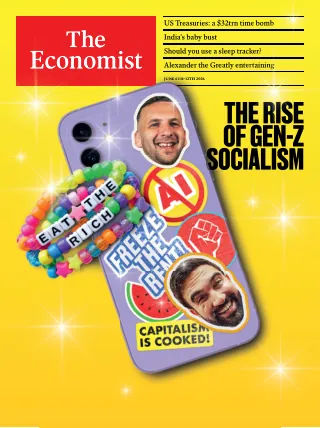 The
Economist
US Treasuries: a $32trn time bomb
India's baby bust
Should you use a sleep tracker?
Alexander the Greatly entertaining
THE RISE
OF GEN-Z
SOCIALISM
AI
EAT THE
RICH
FREEZE
THE
RENT!
CAPITALISM
IS COOKED!